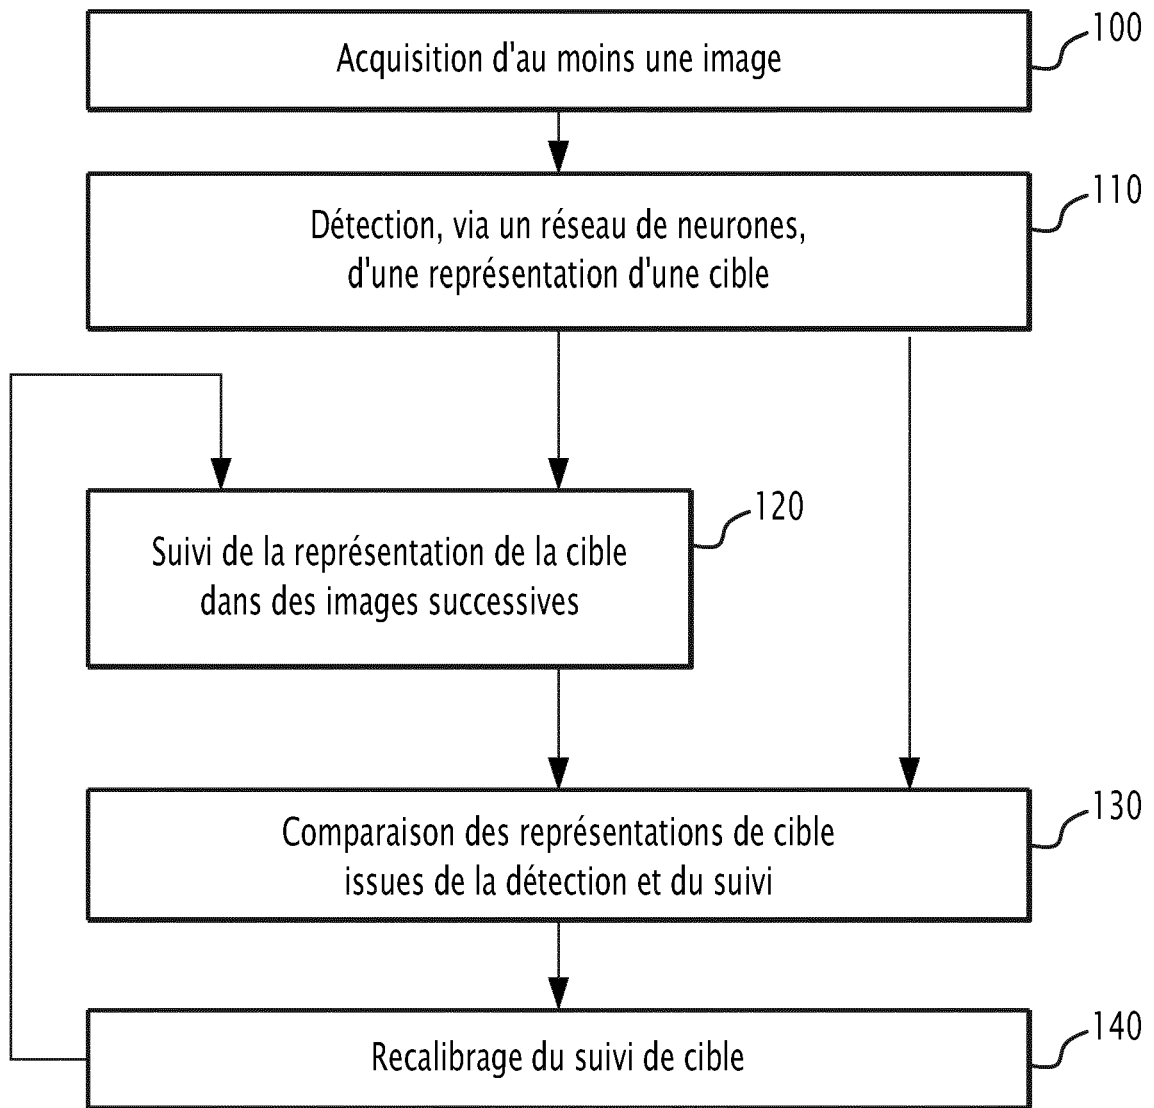 Acquisition d'au moins une image
100
Détection, via un réseau de neurones,
d'une représentation d'une cible
110
Suivi de la représentation de la cible
dans des images successives
120
Comparaison des représentations de cible
issues de la détection et du suivi
130
Recalibrage du suivi de cible
140